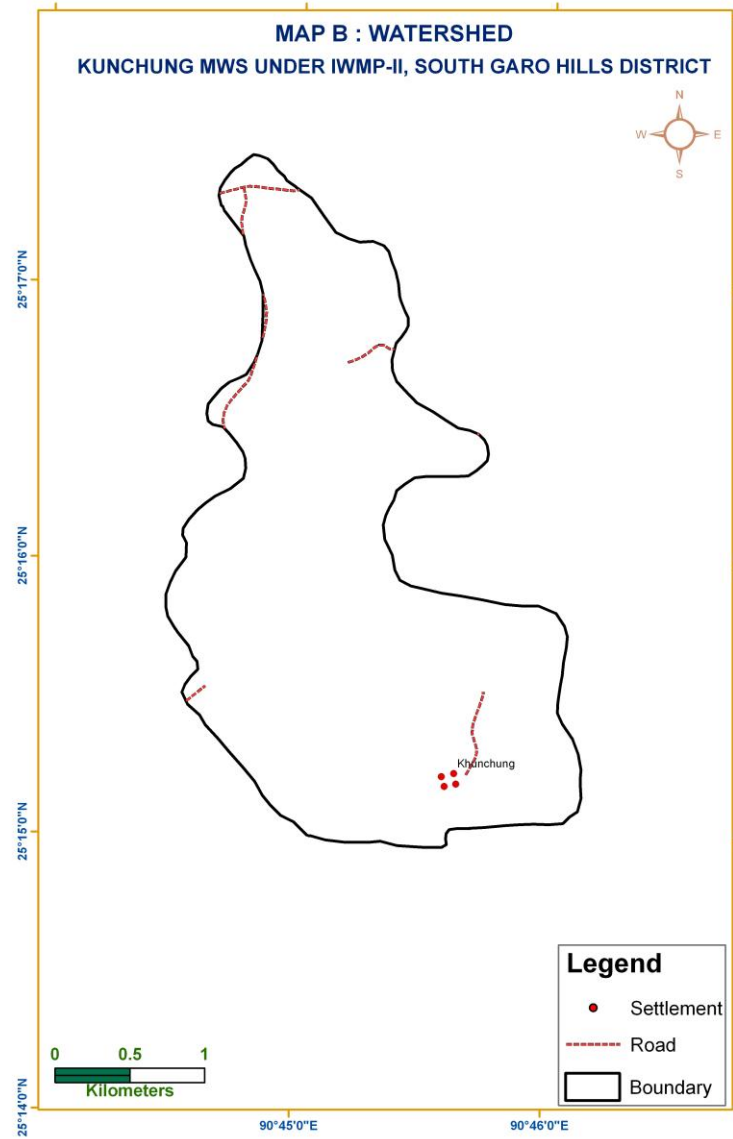 MAP B : WATERSHED
KUNCHUNG MWS UNDER IWMP-II, SOUTH GARO HILLS DISTRICT
N
W E
S
25°17'0"N
25°16'0"N
Khunchung
25°15'0"N
Legend
Settlement
Road
Boundary
0 0.5 1
Kilometers
25°14'0"N
90°45'0"E 90°46'0"E